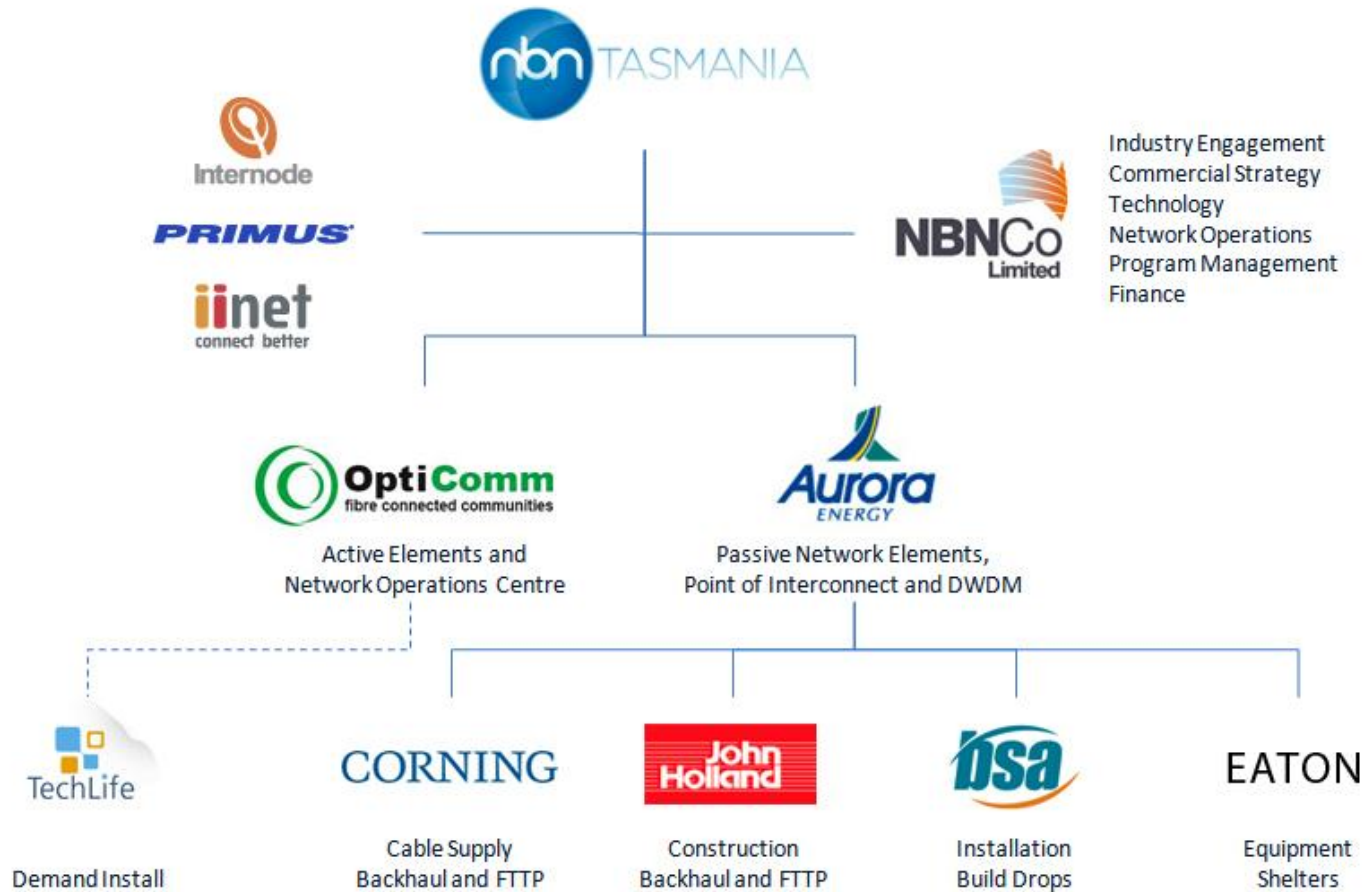 nbn TASMANIA
Internode
PRIMUS
iinet
connect better
NBNCo
Limited
Industry Engagement
Commercial Strategy
Technology
Network Operations
Program Management
Finance
OptiComm
fibre connected communities
Active Elements and
Network Operations Centre
Aurora
ENERGY
Passive Network Elements,
Point of Interconnect and DWDM
TechLife
Demand Install
CORNING
Cable Supply
Backhaul and FTTP
John
Holland
Construction
Backhaul and FTTP
bsa
Installation
Build Drops
EATON
Equipment
Shelters